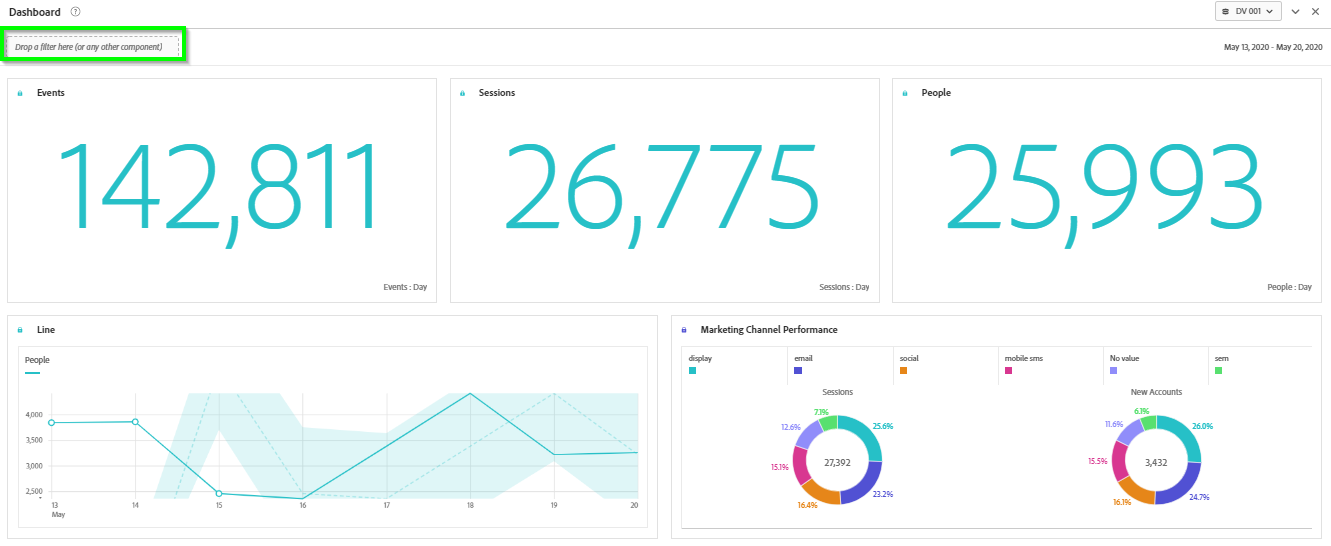 Dashboard
DV 001
Drop a filter here (or any other component)
May 13, 2020 - May 20, 2020
Events
142,811
Events : Day
Sessions
26,775
Sessions : Day
People
25,993
People : Day
Line
People
4,000
3,500
3,000
2,500
13
May
14
15
16
17
18
19
20
Marketing Channel Performance
display
email
social
mobile sms
No value
sem
Sessions
7.1%
12.6%
25.6%
15.1%
27,392
23.2%
16.4%
New Accounts
6.1%
11.6%
26.0%
15.5%
3,432
24.7%
16.1%